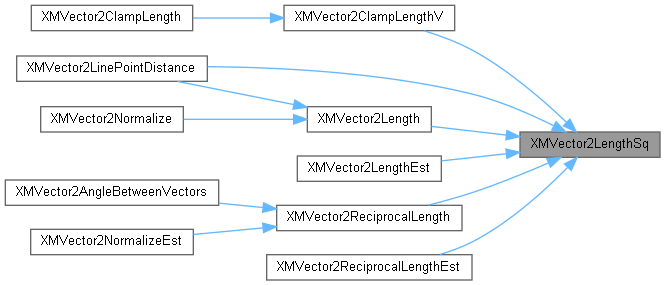 XMVector2ClampLength
XMVector2ClampLengthV
XMVector2LinePointDistance
XMVector2Normalize
XMVector2Length
XMVector2LengthSq
XMVector2LengthEst
XMVector2AngleBetweenVectors
XMVector2ReciprocalLength
XMVector2NormalizeEst
XMVector2ReciprocalLengthEst